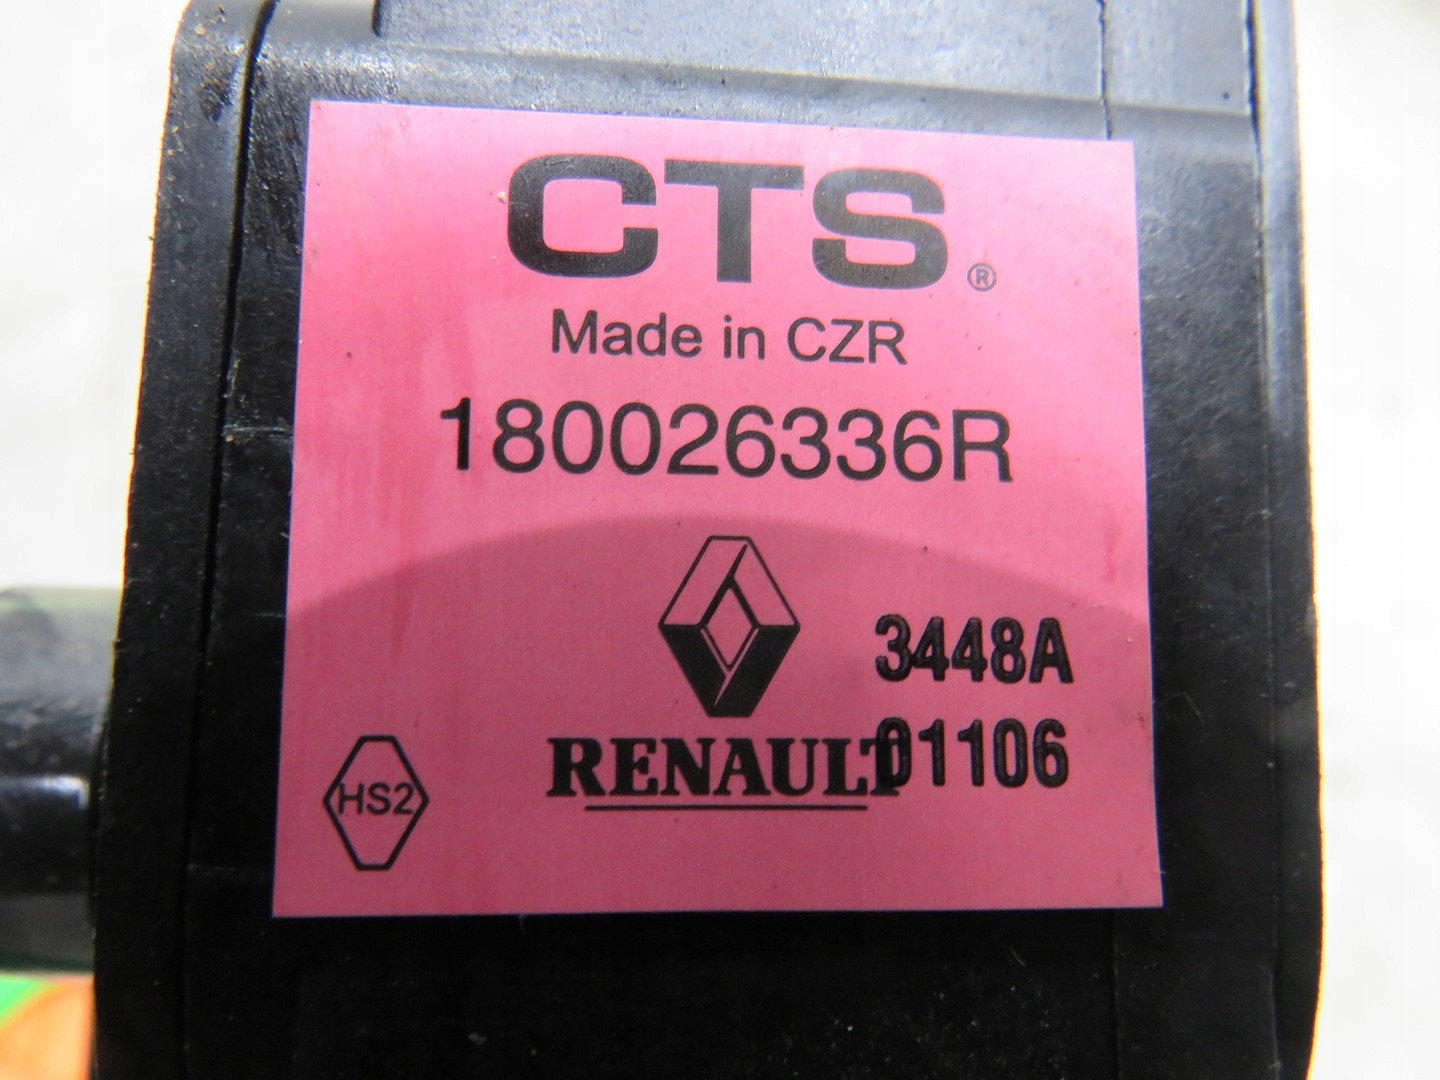 CTS®
Made in CZR
180026336R
3448A
RENAULT 01106
HS2